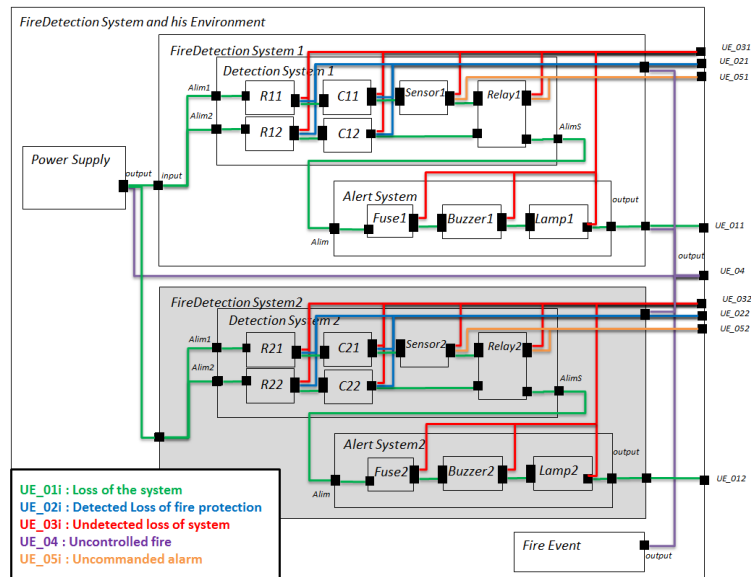 FireDetection System and his Environment
FireDetection System 1
UE_031
UE_021
UE_051
Detection System 1
Alim1
R11
C11
Sensor1
Relay1
Alim2
R12
C12
AlimS
Power Supply
output
input
Alert System
output
Fuse1
Buzzer1
Lamp1
Alim
UE_011
output
UE_04
FireDetection System2
UE_032
UE_022
UE_052
Detection System 2
Alim1
R21
C21
Sensor2
Relay2
Alim2
R22
C22
AlimS
Alert System2
output
Fuse2
Buzzer2
Lamp2
Alim
UE_012
UE_01i : Loss of the system
UE_02i : Detected Loss of fire protection
UE_03i : Undetected loss of system
UE_04 : Uncontrolled fire
UE_05i : Uncommanded alarm
Fire Event
output